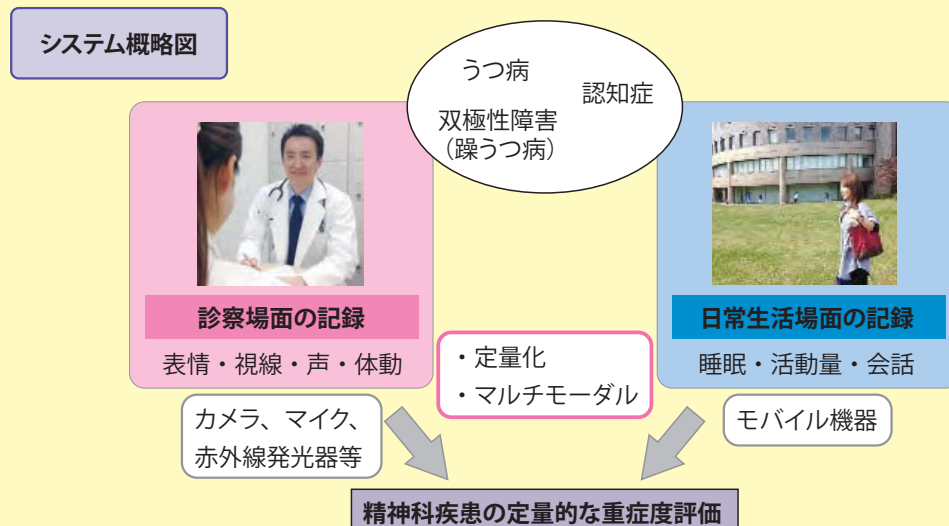 システム概略図
うつ病
認知症
双極性障害
（躁うつ病）
診察場面の記録
表情・視線・声・体動
カメラ、マイク、
赤外線発光器等
・定量化
・マルチモーダル
日常生活場面の記録
睡眠・活動量・会話
モバイル機器
精神科疾患の定量的な重症度評価